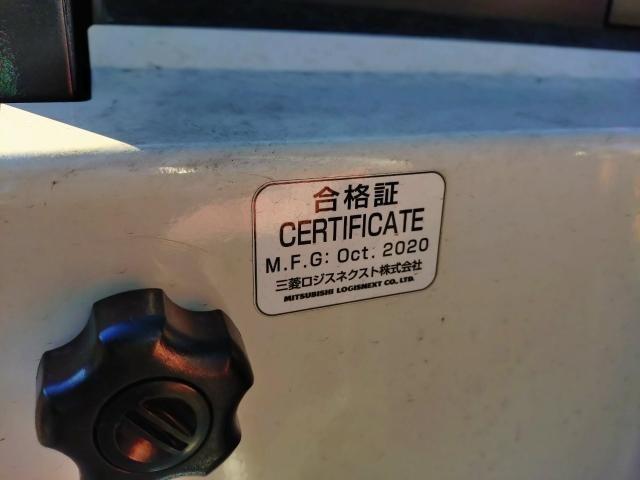 合格証
CERTIFICATE
M.F.G: Oct. 2020
三菱ロジスネクスト株式会社
MITSUBISHI LOGISNEXT CO., LTD.